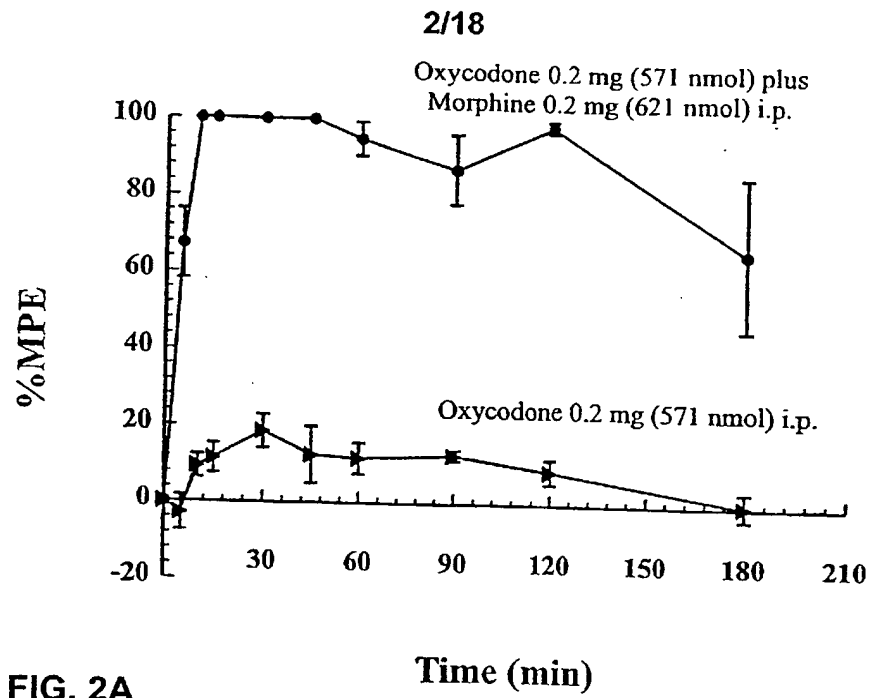 2/18
Oxycodone 0.2 mg (571 nmol) plus
Morphine 0.2 mg (621 nmol) i.p.
100
80
60
40
20
0
-20
%MPE
Oxycodone 0.2 mg (571 nmol) i.p.
30 60 90 120 150 180 210
Time (min)
FIG. 2A